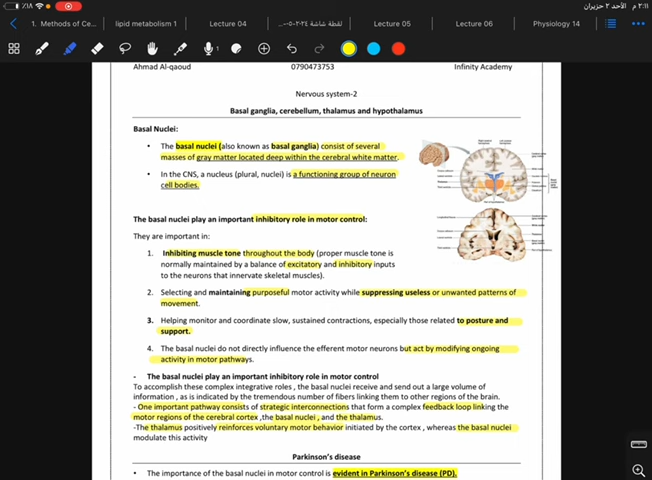 ٪١٨
٢:١١ م الأحد ٢ حزيران
1. Methods of Ce...
lipid metabolism 1
Lecture 04
لقطة شاشة ٢٠٢٤-٠٥-...
Lecture 05
Lecture 06
Physiology 14
1
Ahmad Al-qaoud 0790473753 Infinity Academy
Nervous system-2
Basal ganglia, cerebellum, thalamus and hypothalamus
Basal Nuclei:
• The basal nuclei (also known as basal ganglia) consist of several
masses of gray matter located deep within the cerebral white matter.
• In the CNS, a nucleus (plural, nuclei) is a functioning group of neuron
cell bodies.
The basal nuclei play an important inhibitory role in motor control:
They are important in:
1. Inhibiting muscle tone throughout the body (proper muscle tone is
normally maintained by a balance of excitatory and inhibitory inputs
to the neurons that innervate skeletal muscles).
2. Selecting and maintaining purposeful motor activity while suppressing useless or unwanted patterns of
movement.
3. Helping monitor and coordinate slow, sustained contractions, especially those related to posture and
support.
4. The basal nuclei do not directly influence the efferent motor neurons but act by modifying ongoing
activity in motor pathways.
- The basal nuclei play an important inhibitory role in motor control
To accomplish these complex integrative roles , the basal nuclei receive and send out a large volume of
information , as is indicated by the tremendous number of fibers linking them to other regions of the brain.
- One important pathway consists of strategic interconnections that form a complex feedback loop linking the
motor regions of the cerebral cortex ,the basal nuclei , and the thalamus.
-The thalamus positively reinforces voluntary motor behavior initiated by the cortex , whereas the basal nuclei
modulate this activity
Parkinson's disease
• The importance of the basal nuclei in motor control is evident in Parkinson's disease (PD).